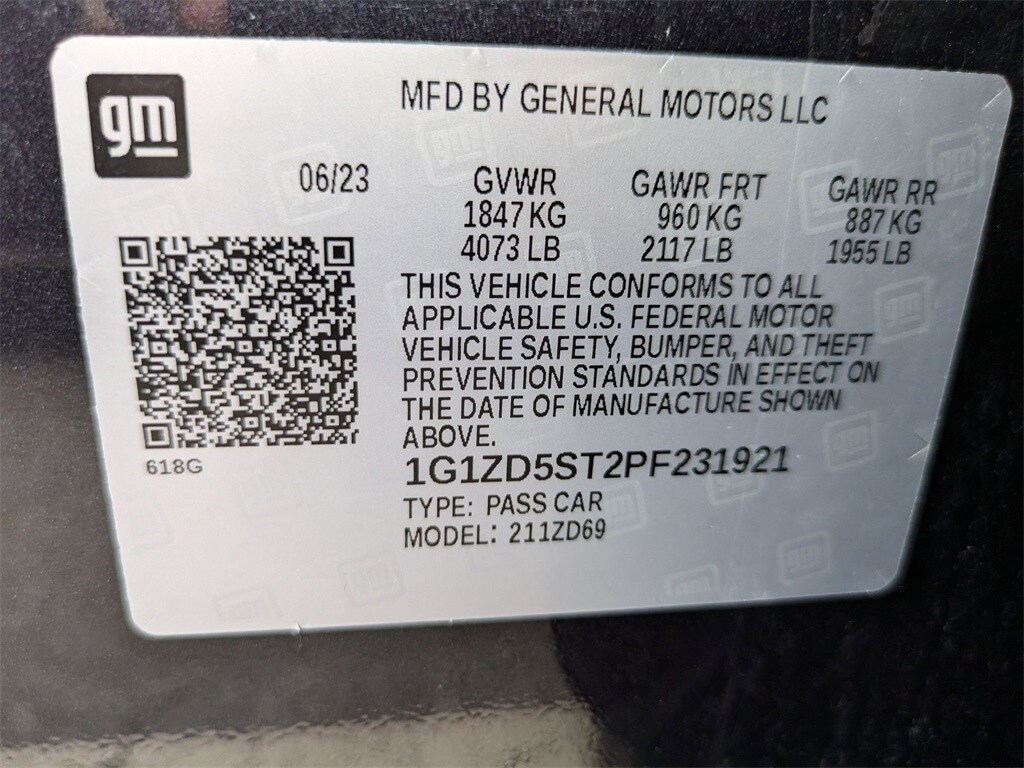 gm
MFD BY GENERAL MOTORS LLC
06/23 GVWR GAWR FRT GAWR RR
1847 KG 960 KG 887 KG
4073 LB 2117 LB 1955 LB
THIS VEHICLE CONFORMS TO ALL
APPLICABLE U.S. FEDERAL MOTOR
VEHICLE SAFETY, BUMPER, AND THEFT
PREVENTION STANDARDS IN EFFECT ON
THE DATE OF MANUFACTURE SHOWN
ABOVE.
618G
1G1ZD5ST2PF231921
TYPE: PASS CAR
MODEL: 211ZD69